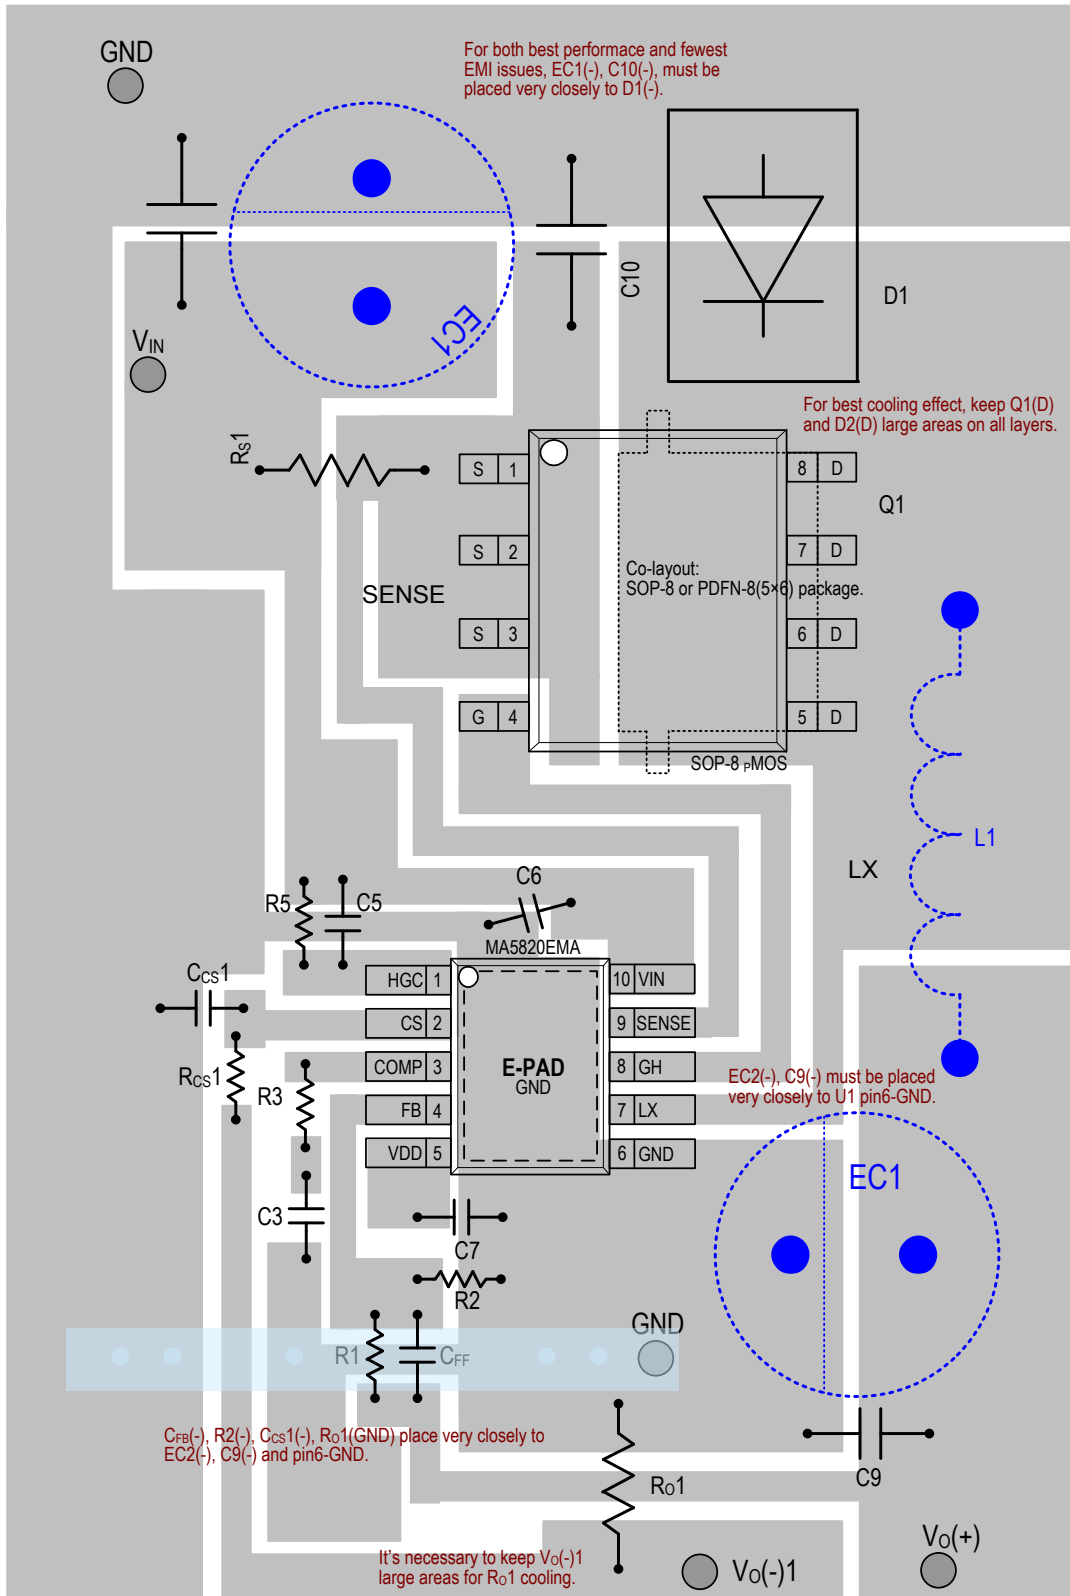 GND
For both best performace and fewest
EMI issues, EC1(-), C10(-), must be
placed very closely to D1(-).
C10
D1
EC1
VIN
For best cooling effect, keep Q1(D)
and D2(D) large areas on all layers.
RS1
S 1
8 D
Q1
S 2
7 D
Co-layout:
SOP-8 or PDFN-8(5×6) package.
SENSE
S 3
6 D
G 4
5 D
SOP-8 PMOS
L1
LX
C6
R5
C5
MA5820EMA
CCS1
HGC 1
10 VIN
CS 2
9 SENSE
E-PAD
GND
COMP 3
8 GH
RCS1
R3
EC2(-), C9(-) must be placed
very closely to U1 pin6-GND.
FB 4
7 LX
VDD 5
6 GND
EC1
C3
C7
R2
GND
R1
CFF
CFB(-), R2(-), CCS1(-), RO1(GND) place very closely to
EC2(-), C9(-) and pin6-GND.
C9
RO1
VO(+)
It's necessary to keep VO(-)1
large areas for RO1 cooling.
VO(-)1